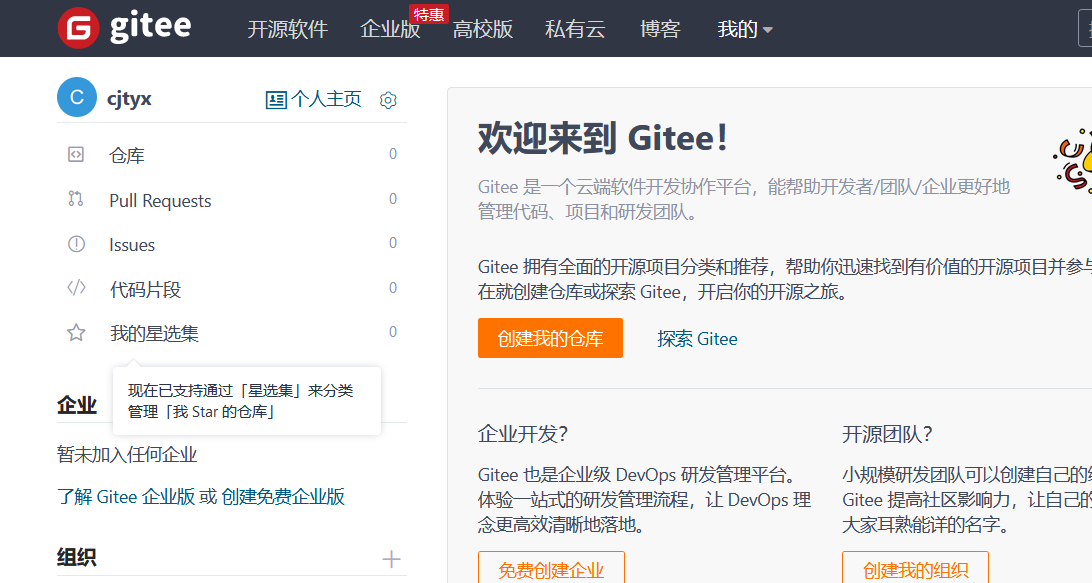 gitee 开源软件 企业版 特惠 高校版 私有云 博客 我的
C cjtyx 个人主页
仓库 0
Pull Requests 0
Issues 0
代码片段 0
我的星选集 0
现在已支持通过「星选集」来分类
管理「我 Star 的仓库」
企业
暂未加入任何企业
了解 Gitee 企业版 或 创建免费企业版
组织
欢迎来到 Gitee！
Gitee 是一个云端软件开发协作平台，能帮助开发者/团队/企业更好地
管理代码、项目和研发团队。
Gitee 拥有全面的开源项目分类和推荐，帮助你迅速找到有价值的开源项目并参与
在就创建仓库或探索 Gitee，开启你的开源之旅。
创建我的仓库 探索 Gitee
企业开发？
Gitee 也是企业级 DevOps 研发管理平台。
体验一站式的研发管理流程，让 DevOps 理
念更高效清晰地落地。
免费创建企业
开源团队？
小规模研发团队可以创建自己的
Gitee 提高社区影响力，让自己的
大家耳熟能详的名字。
创建我的组织